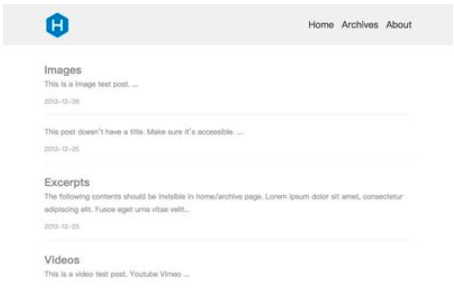 H
Home Archives About
Images
This is a image test post. ...
2013-12-26
This post doesn't have a title. Make sure it's accessible. ...
2013-12-25
Excerpts
The following contents should be invisible in home/archive page. Lorem ipsum dolor sit amet, consectetur
adipiscing elit. Fusce eget urna vitae velit...
2013-12-25
Videos
This is a video test post. Youtube Vimeo ...